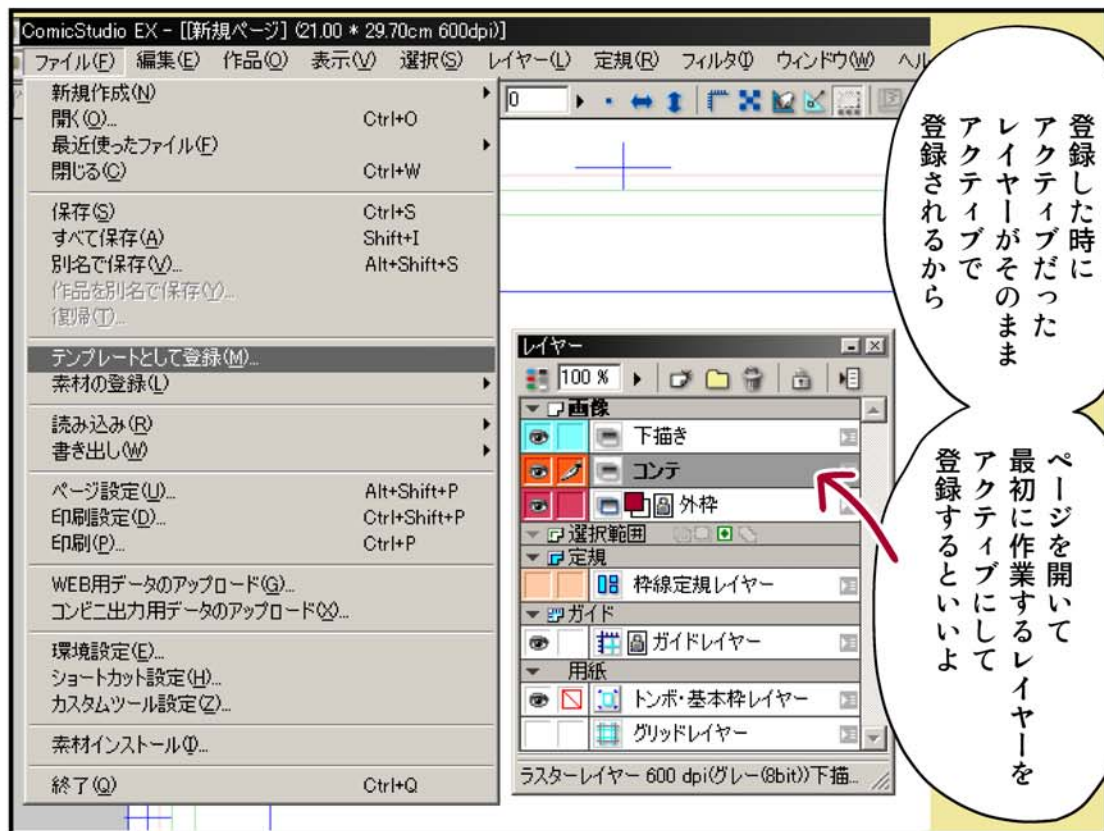 ComicStudio EX - [[新規ページ] (21.00 * 29.70cm 600dpi)]
ファイル(F) 編集(E) 作品(O) 表示(V) 選択(S) レイヤー(L) 定規(R) フィルタ(I) ウィンドウ(W) ヘル
0
新規作成(N)
開く(O)... Ctrl+O
最近使ったファイル(F)
閉じる(C) Ctrl+W
保存(S) Ctrl+S
すべて保存(A) Shift+I
別名で保存(V)... Alt+Shift+S
作品を別名で保存(Y)...
復帰(T)...
テンプレートとして登録(M)...
素材の登録(L)
読み込み(R)
書き出し(W)
ページ設定(U)... Alt+Shift+P
印刷設定(D)... Ctrl+Shift+P
印刷(P)... Ctrl+P
WEB用データのアップロード(G)...
コンビニ出力用データのアップロード(X)...
環境設定(E)...
ショートカット設定(H)...
カスタムツール設定(Z)...
素材インストール(I)...
終了(Q) Ctrl+Q
レイヤー
100 %
画像
下描き
コンテ
外枠
選択範囲
定規
枠線定規レイヤー
ガイド
ガイドレイヤー
用紙
トンボ・基本枠レイヤー
グリッドレイヤー
ラスターレイヤー 600 dpi(グレー(8bit))下描...
登録した時に
アクティブだった
レイヤーがそのまま
アクティブで
登録されるから
ページを開いて
最初に作業するレイヤーを
アクティブにして
登録するといいよ